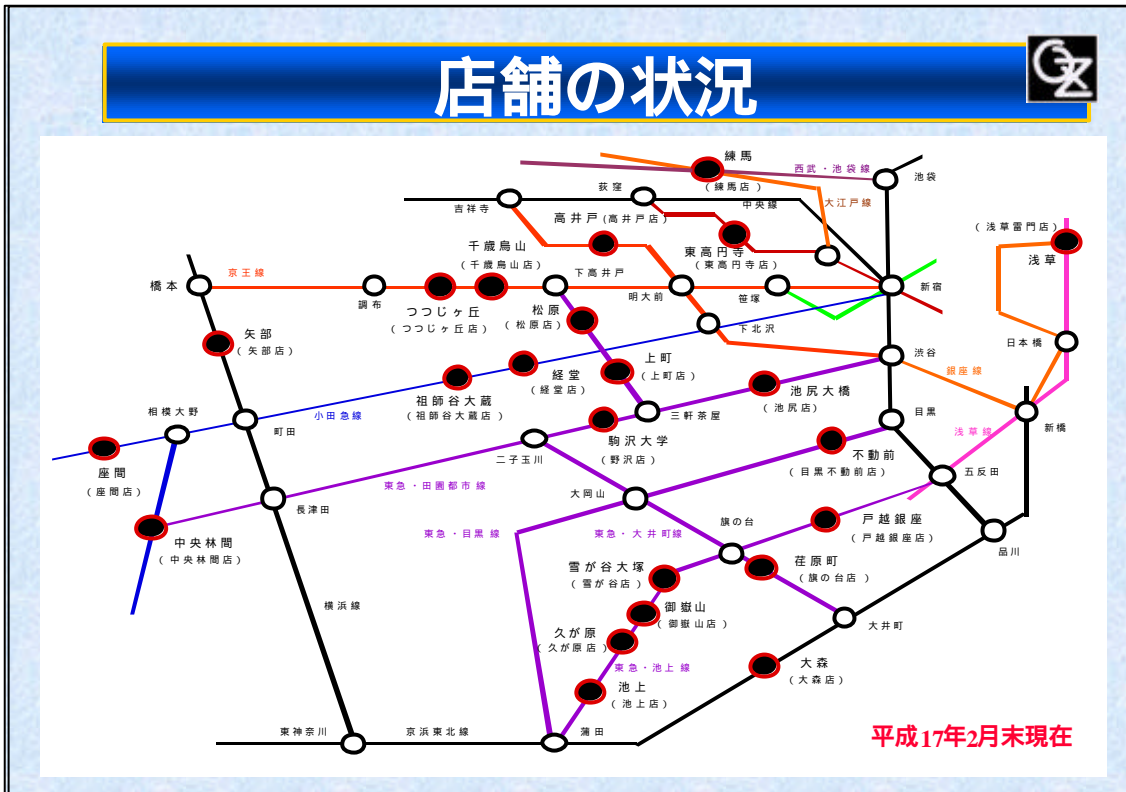 店舗の状況
GZK
練馬
(練馬店)
西武・池袋線
池袋
荻窪
中央線
大江戸線
吉祥寺
高井戸(高井戸店)
(浅草雷門店)
浅草
千歳烏山
(千歳烏山店)
東高円寺
(東高円寺店)
京王線
橋本
調布
下高井戸
明大前
笹塚
新宿
つつじヶ丘
(つつじヶ丘店)
松原
(松原店)
下北沢
日本橋
矢部
(矢部店)
上町
(上町店)
渋谷
銀座線
経堂
(経堂店)
祖師谷大蔵
(祖師谷大蔵店)
池尻大橋
(池尻店)
相模大野
小田急線
町田
三軒茶屋
目黒
新橋
浅草線
駒沢大学
(野沢店)
二子玉川
不動前
(目黒不動前店)
座間
(座間店)
五反田
東急・田園都市線
大岡山
長津田
戸越銀座
(戸越銀座店)
東急・目黒線
東急・大井町線
旗の台
中央林間
(中央林間店)
品川
雪が谷大塚
(雪が谷店)
荏原町
(旗の台店)
横浜線
御嶽山
(御嶽山店)
大井町
久が原
(久が原店)
東急・池上線
大森
(大森店)
池上
(池上店)
東神奈川
京浜東北線
蒲田
平成17年2月末現在